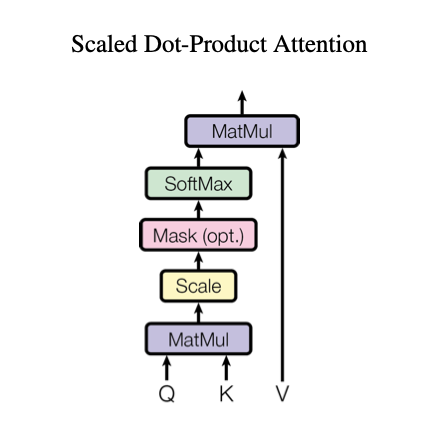 Scaled Dot-Product Attention
MatMul
SoftMax
Mask (opt.)
Scale
MatMul
Q K V